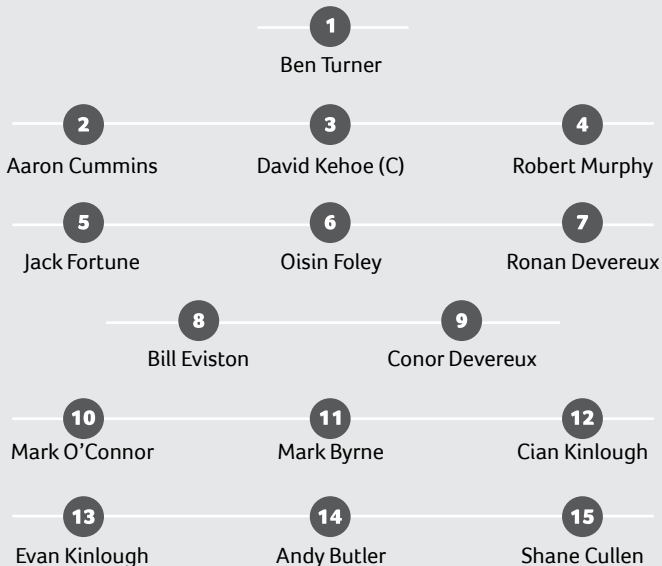 1
Ben Turner
2 3 4
Aaron Cummins David Kehoe (C) Robert Murphy
5 6 7
Jack Fortune Oisin Foley Ronan Devereux
8 9
Bill Eviston Conor Devereux
10 11 12
Mark O’Connor Mark Byrne Cian Kinlough
13 14 15
Evan Kinlough Andy Butler Shane Cullen